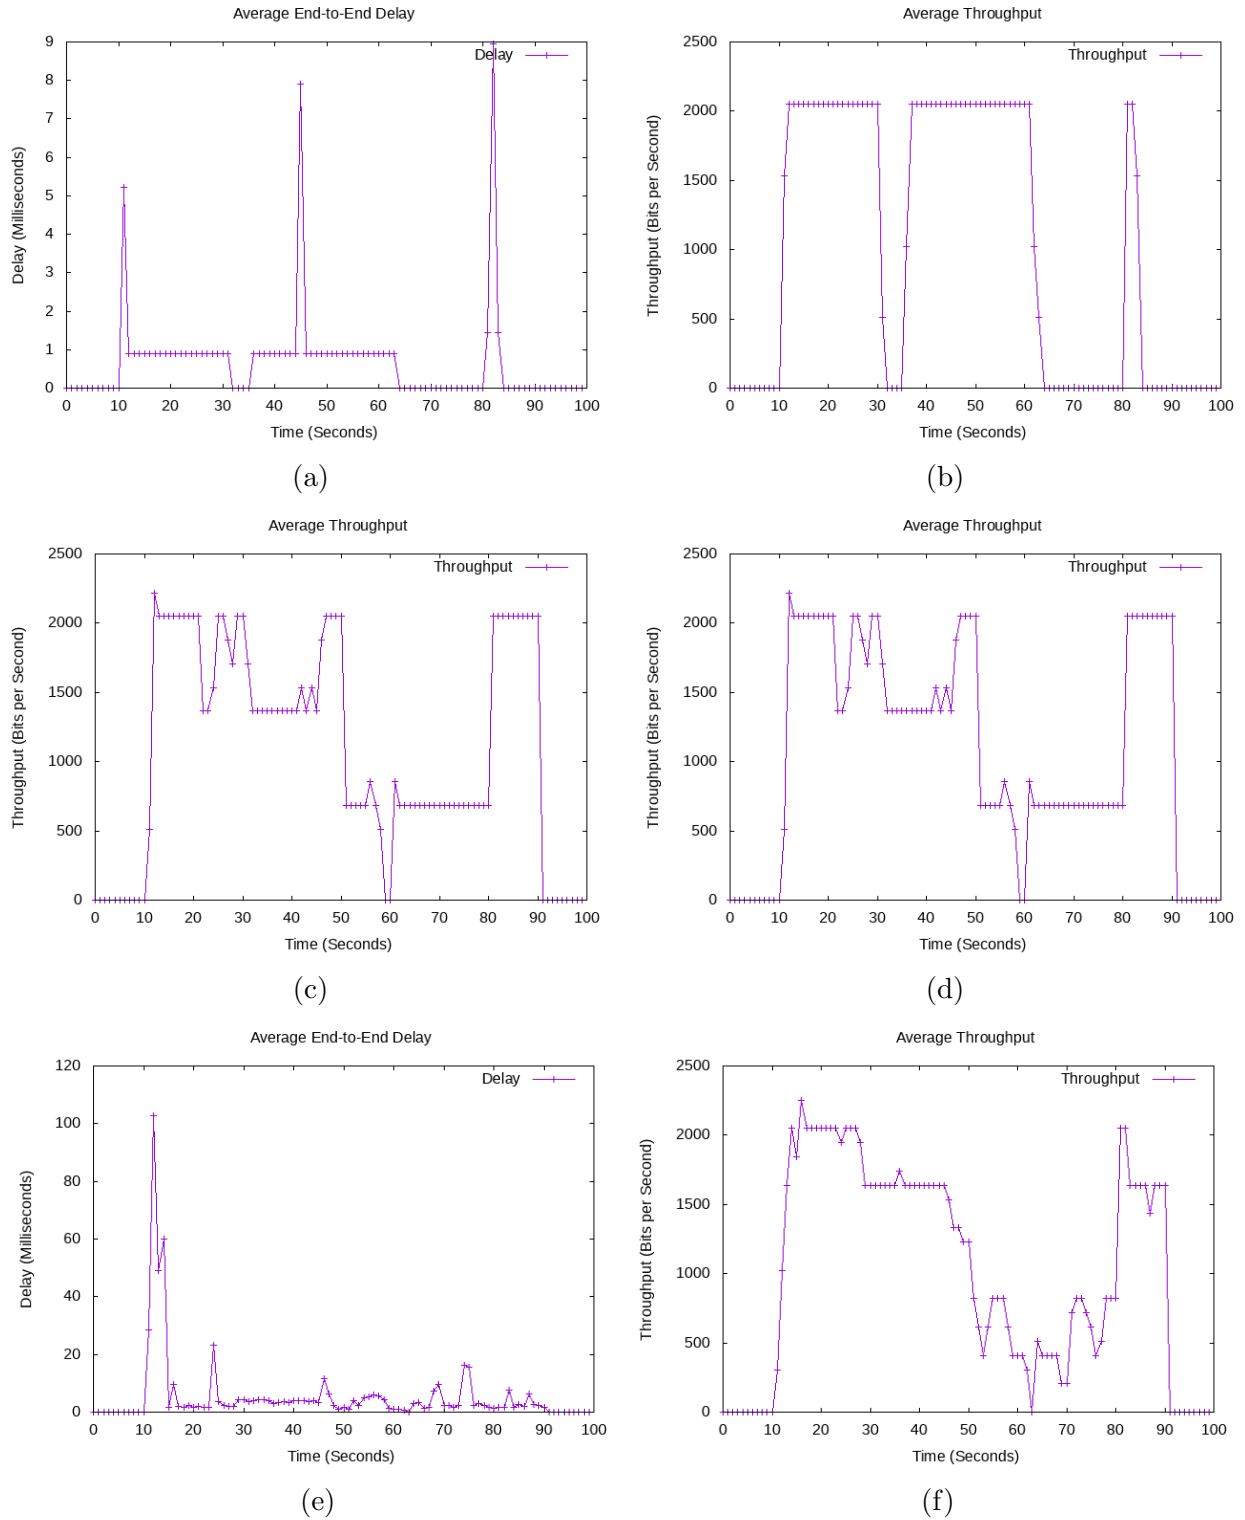 Average End-to-End Delay
Delay
Delay (Milliseconds)
9
8
7
6
5
4
3
2
1
0
0 10 20 30 40 50 60 70 80 90 100
Time (Seconds)
(a)
Average Throughput
Throughput
Throughput (Bits per Second)
2500
2000
1500
1000
500
0
0 10 20 30 40 50 60 70 80 90 100
Time (Seconds)
(b)
Average Throughput
Throughput
Throughput (Bits per Second)
2500
2000
1500
1000
500
0
0 10 20 30 40 50 60 70 80 90 100
Time (Seconds)
(c)
Average Throughput
Throughput
Throughput (Bits per Second)
2500
2000
1500
1000
500
0
0 10 20 30 40 50 60 70 80 90 100
Time (Seconds)
(d)
Average End-to-End Delay
Delay
Delay (Milliseconds)
120
100
80
60
40
20
0
0 10 20 30 40 50 60 70 80 90 100
Time (Seconds)
(e)
Average Throughput
Throughput
Throughput (Bits per Second)
2500
2000
1500
1000
500
0
0 10 20 30 40 50 60 70 80 90 100
Time (Seconds)
(f)